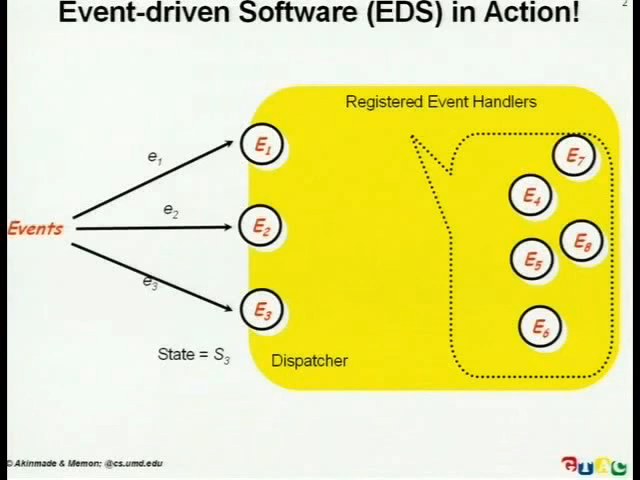 2
Event-driven Software (EDS) in Action!
Registered Event Handlers
E1
E7
e1
E4
e2
Events
E2
E8
E5
e3
E3
E6
State = S3
Dispatcher
© Akinmade & Memon; @cs.umd.edu
GTAC